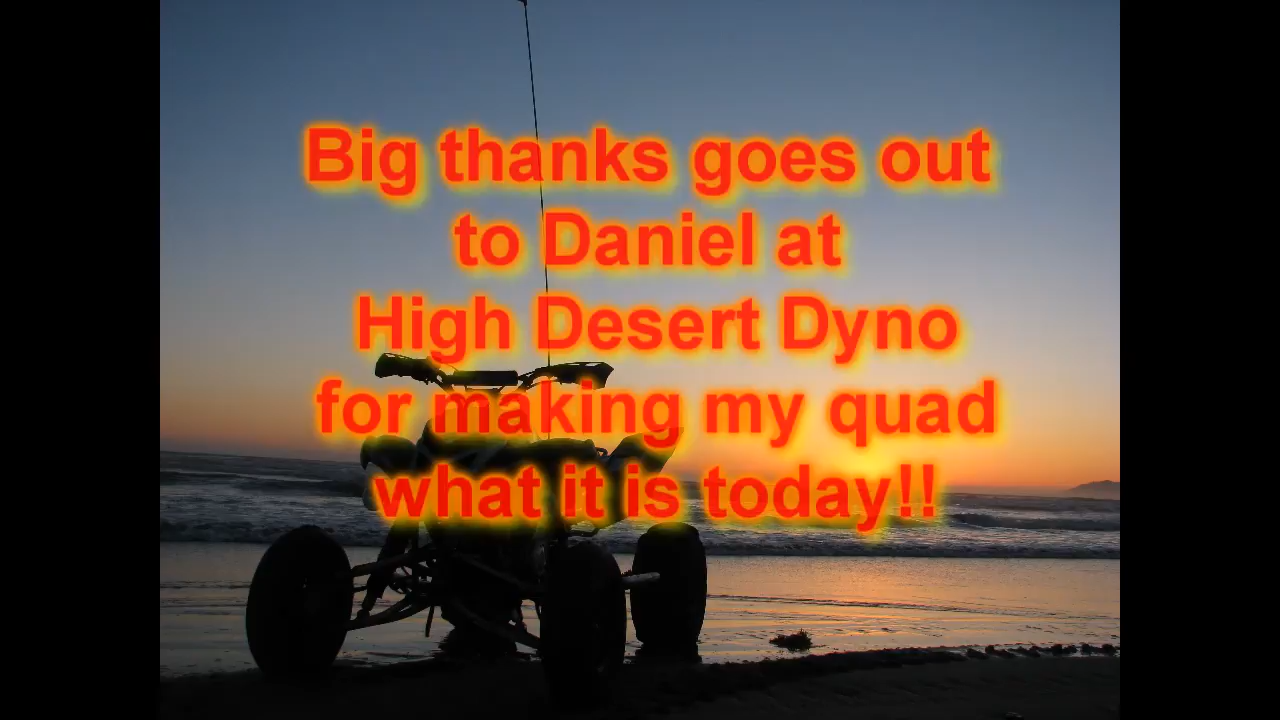 Big thanks goes out
to Daniel at
High Desert Dyno
for making my quad
what it is today!!